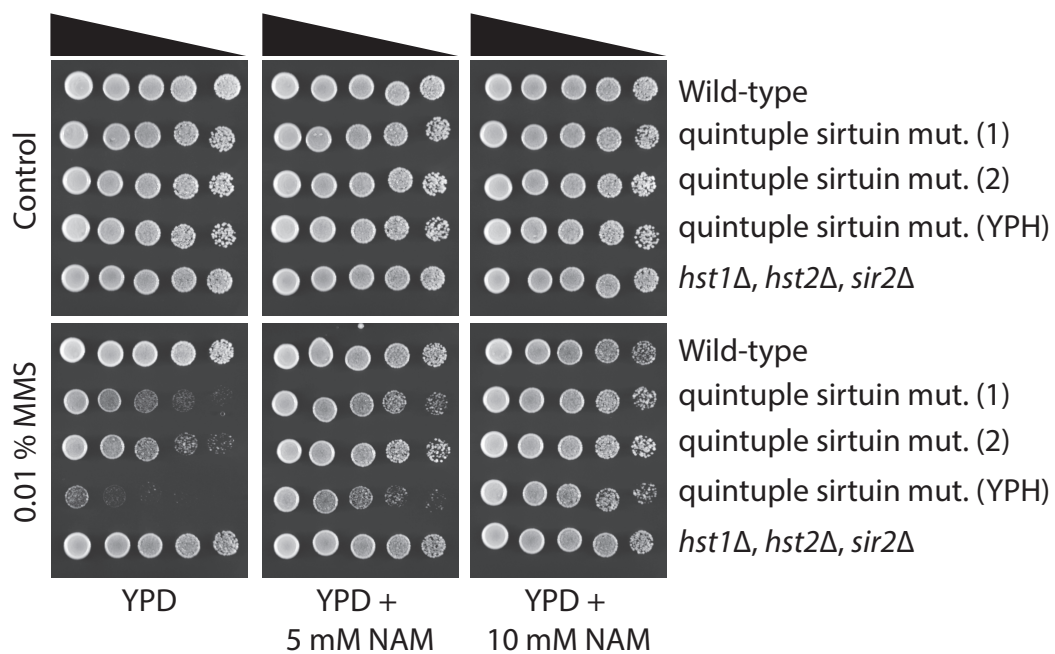 Control
Wild-type
quintuple sirtuin mut. (1)
quintuple sirtuin mut. (2)
quintuple sirtuin mut. (YPH)
hst1Δ, hst2Δ, sir2Δ
0.01 % MMS
Wild-type
quintuple sirtuin mut. (1)
quintuple sirtuin mut. (2)
quintuple sirtuin mut. (YPH)
hst1Δ, hst2Δ, sir2Δ
YPD
YPD +
5 mM NAM
YPD +
10 mM NAM